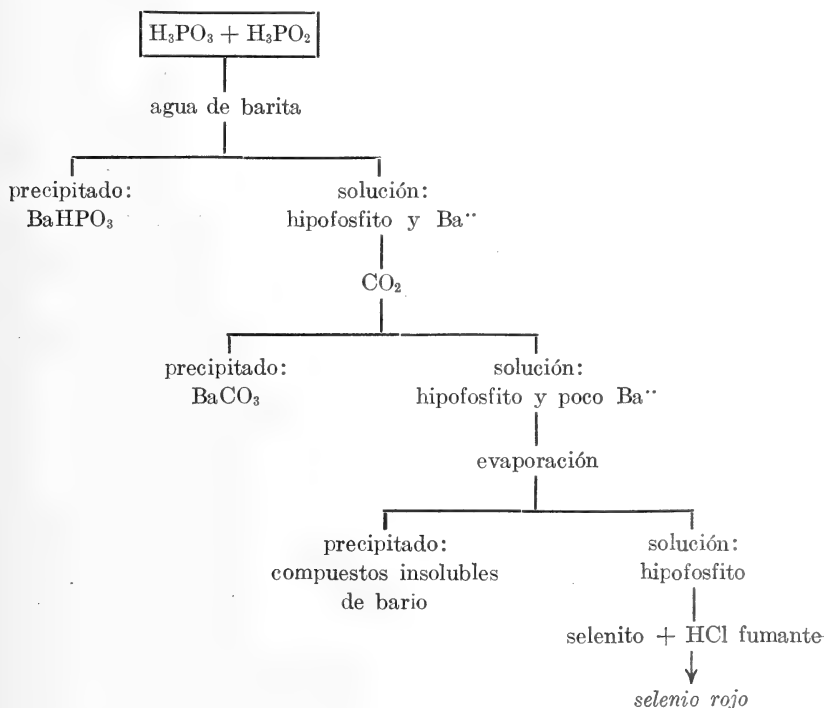 H₃PO₃ + H₃PO₂
agua de barita
precipitado:
BaHPO₃
solución:
hipofosfito y Ba··
CO₂
precipitado:
BaCO₃
solución:
hipofosfito y poco Ba··
evaporación
precipitado:
compuestos insolubles
de bario
solución:
hipofosfito
selenito + HCl fumante
selenio rojo